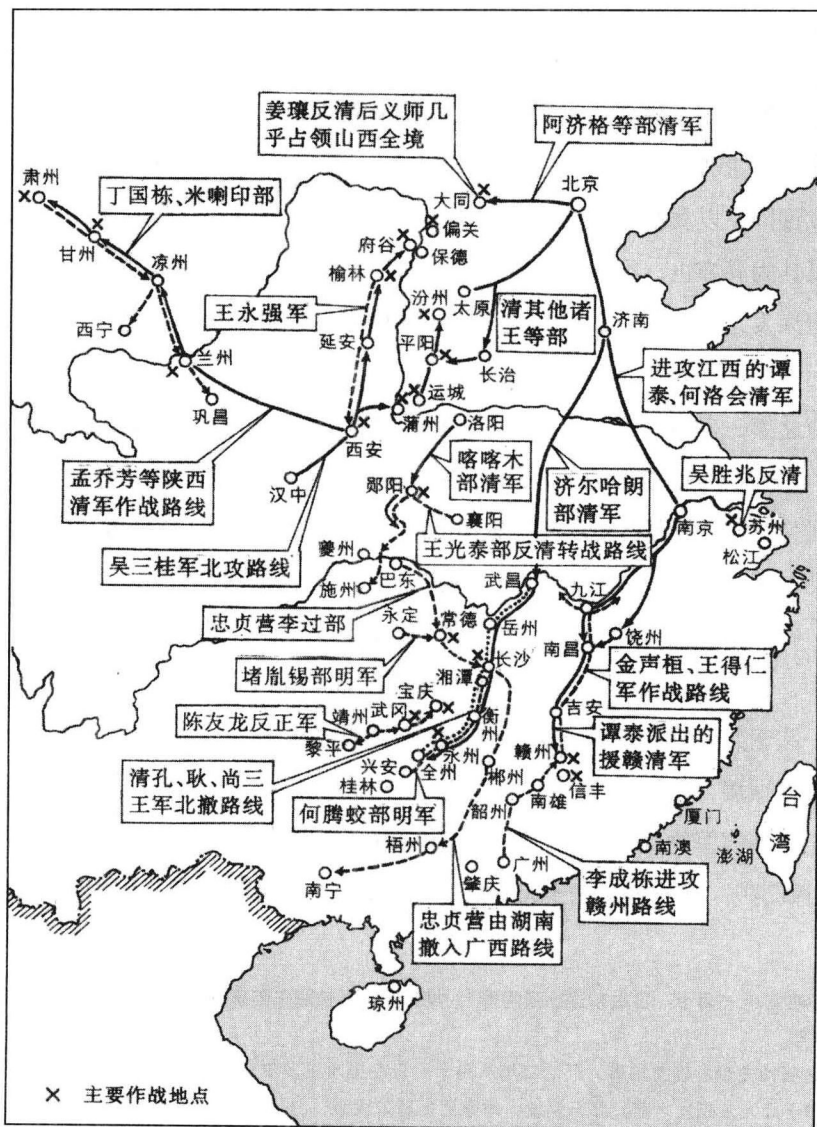 姜瓖反清后义师几
乎占领山西全境
阿济格等部清军
肃州
丁国栋、米喇印部
大同
北京
甘州
偏关
府谷
保德
凉州
榆林
太原
汾州
清其他诸
王等部
王永强军
西宁
延安
平阳
济南
兰州
长治
进攻江西的谭
泰、何洛会清军
巩昌
运城
蒲州
西安
洛阳
孟乔芳等陕西
清军作战路线
喀喀木
部清军
济尔哈朗
部清军
吴胜兆反清
汉中
郧阳
襄阳
南京
苏州
松江
吴三桂军北攻路线
王光泰部反清转战路线
夔州
巴东
施州
武昌
九江
忠贞营李过部
永定
常德
岳州
南昌
饶州
堵胤锡部明军
长沙
湘潭
金声桓、王得仁
军作战路线
陈友龙反正军
靖州
武冈
宝庆
衡州
吉安
黎平
谭泰派出的
援赣清军
清孔、耿、尚三
王军北撤路线
永州
赣州
兴安
全州
郴州
信丰
桂林
何腾蛟部明军
韶州
南雄
厦门
台湾
梧州
南澳
澎湖
南宁
肇庆
广州
李成栋进攻
赣州路线
忠贞营由湖南
撤入广西路线
琼州
× 主要作战地点